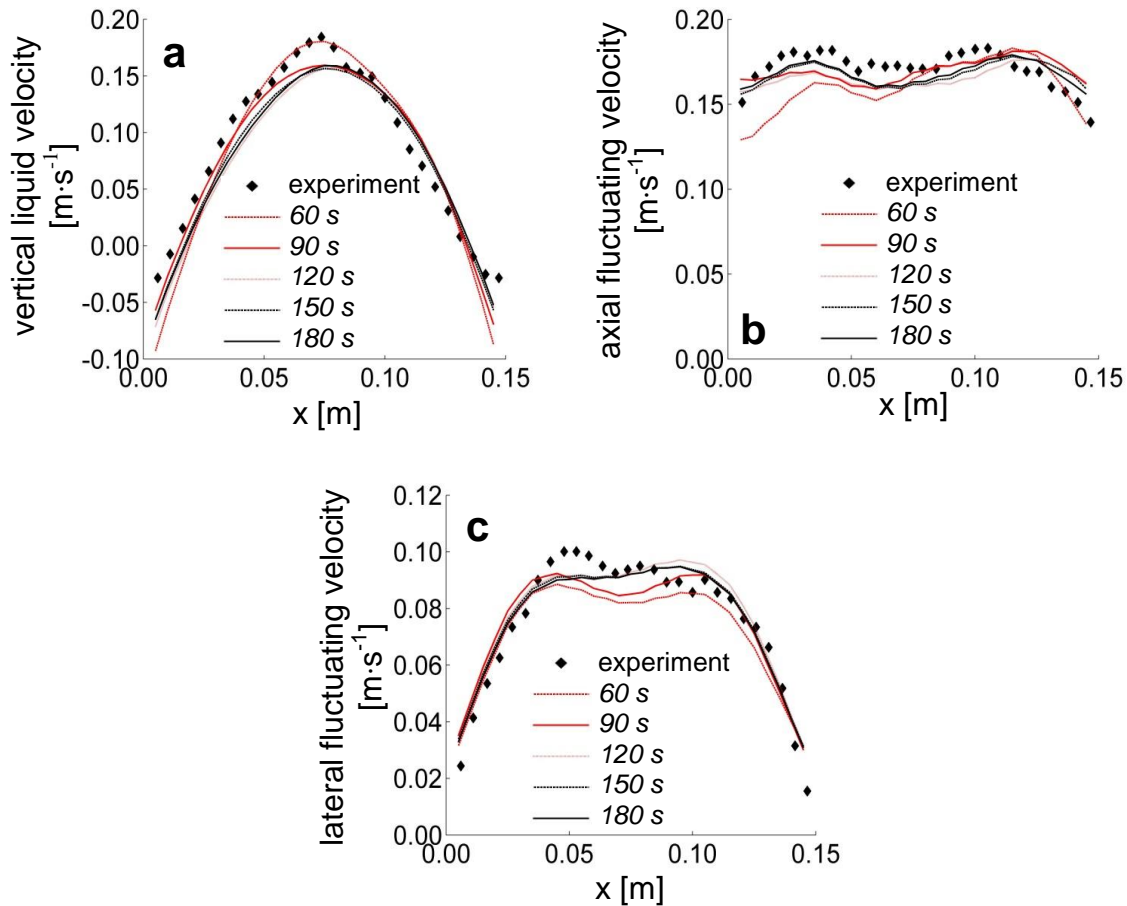 a
vertical liquid velocity
[m·s⁻¹]
0.20
0.15
0.10
0.05
0.00
-0.05
-0.10
0.00
0.05
0.10
0.15
x [m]
experiment
60 s
90 s
120 s
150 s
180 s
b
axial fluctuating velocity
[m·s⁻¹]
0.20
0.15
0.10
0.05
0.00
0.00
0.05
0.10
0.15
x [m]
experiment
60 s
90 s
120 s
150 s
180 s
c
lateral fluctuating velocity
[m·s⁻¹]
0.12
0.10
0.08
0.06
0.04
0.02
0.00
0.00
0.05
0.10
0.15
x [m]
experiment
60 s
90 s
120 s
150 s
180 s